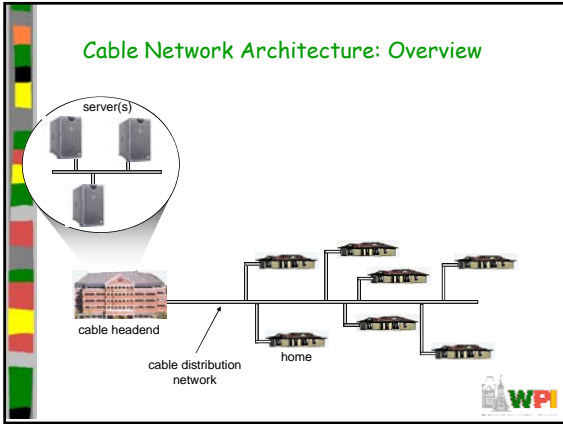 Cable Network Architecture: Overview
server(s)
cable headend
cable distribution
network
home
WPI